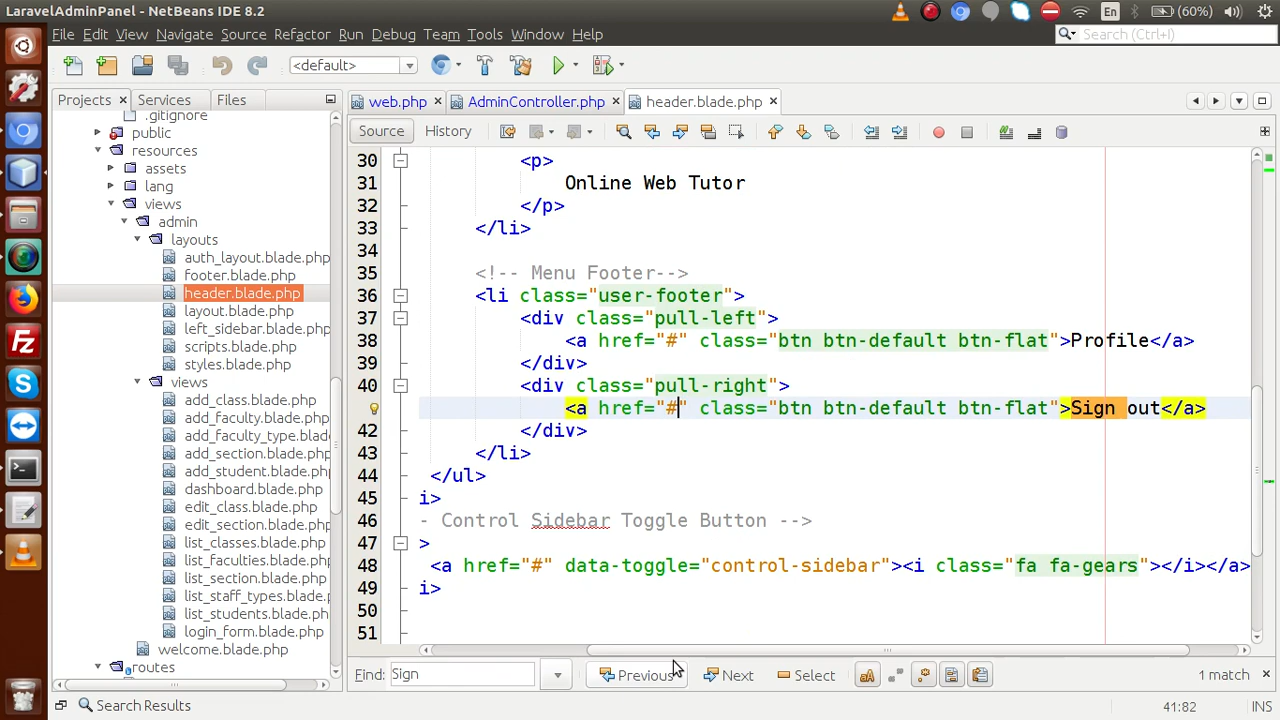 LaravelAdminPanel - NetBeans IDE 8.2
En
(60%)
File Edit View Navigate Source Refactor Run Debug Team Tools Window Help
Search (Ctrl+I)
<default>
Projects Services Files
web.php AdminController.php header.blade.php
Source History
.gitignore
public
resources
assets
lang
views
admin
layouts
auth_layout.blade.php
footer.blade.php
header.blade.php
layout.blade.php
left_sidebar.blade.php
scripts.blade.php
styles.blade.php
views
add_class.blade.php
add_faculty.blade.php
add_faculty_type.blade.php
add_section.blade.php
add_student.blade.php
dashboard.blade.php
edit_class.blade.php
edit_section.blade.php
list_classes.blade.php
list_faculties.blade.php
list_section.blade.php
list_staff_types.blade.php
list_students.blade.php
login_form.blade.php
welcome.blade.php
routes
30 <p>
31 Online Web Tutor
32 </p>
33 </li>
34
35 <!-- Menu Footer-->
36 <li class="user-footer">
37 <div class="pull-left">
38 <a href="#" class="btn btn-default btn-flat">Profile</a>
39 </div>
40 <div class="pull-right">
<a href="#" class="btn btn-default btn-flat">Sign out</a>
42 </div>
43 </li>
44 </ul>
45 i>
46 - Control Sidebar Toggle Button -->
47 >
48 <a href="#" data-toggle="control-sidebar"><i class="fa fa-gears"></i></a>
49 i>
50
51
Find: Sign Previous Next Select aA 1 match
Search Results 41:82 INS